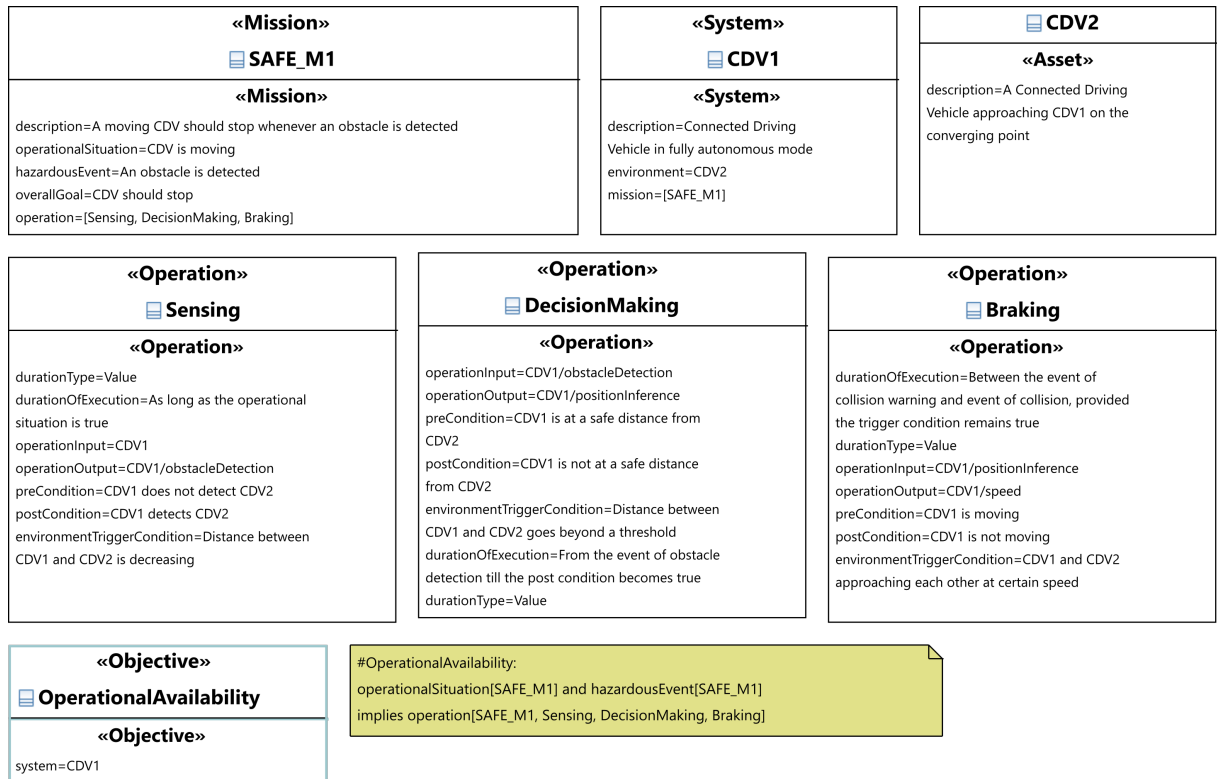 «Mission»
SAFE_M1
«Mission»
description=A moving CDV should stop whenever an obstacle is detected
operationalSituation=CDV is moving
hazardousEvent=An obstacle is detected
overallGoal=CDV should stop
operation=[Sensing, DecisionMaking, Braking]
«System»
CDV1
«System»
description=Connected Driving
Vehicle in fully autonomous mode
environment=CDV2
mission=[SAFE_M1]
CDV2
«Asset»
description=A Connected Driving
Vehicle approaching CDV1 on the
converging point
«Operation»
Sensing
«Operation»
durationType=Value
durationOfExecution=As long as the operational
situation is true
operationInput=CDV1
operationOutput=CDV1/obstacleDetection
preCondition=CDV1 does not detect CDV2
postCondition=CDV1 detects CDV2
environmentTriggerCondition=Distance between
CDV1 and CDV2 is decreasing
«Operation»
DecisionMaking
«Operation»
operationInput=CDV1/obstacleDetection
operationOutput=CDV1/positionInference
preCondition=CDV1 is at a safe distance from
CDV2
postCondition=CDV1 is not at a safe distance
from CDV2
environmentTriggerCondition=Distance between
CDV1 and CDV2 goes beyond a threshold
durationOfExecution=From the event of obstacle
detection till the post condition becomes true
durationType=Value
«Operation»
Braking
«Operation»
durationOfExecution=Between the event of
collision warning and event of collision, provided
the trigger condition remains true
durationType=Value
operationInput=CDV1/positionInference
operationOutput=CDV1/speed
preCondition=CDV1 is moving
postCondition=CDV1 is not moving
environmentTriggerCondition=CDV1 and CDV2
approaching each other at certain speed
«Objective»
OperationalAvailability
«Objective»
system=CDV1
#OperationalAvailability:
operationalSituation[SAFE_M1] and hazardousEvent[SAFE_M1]
implies operation[SAFE_M1, Sensing, DecisionMaking, Braking]